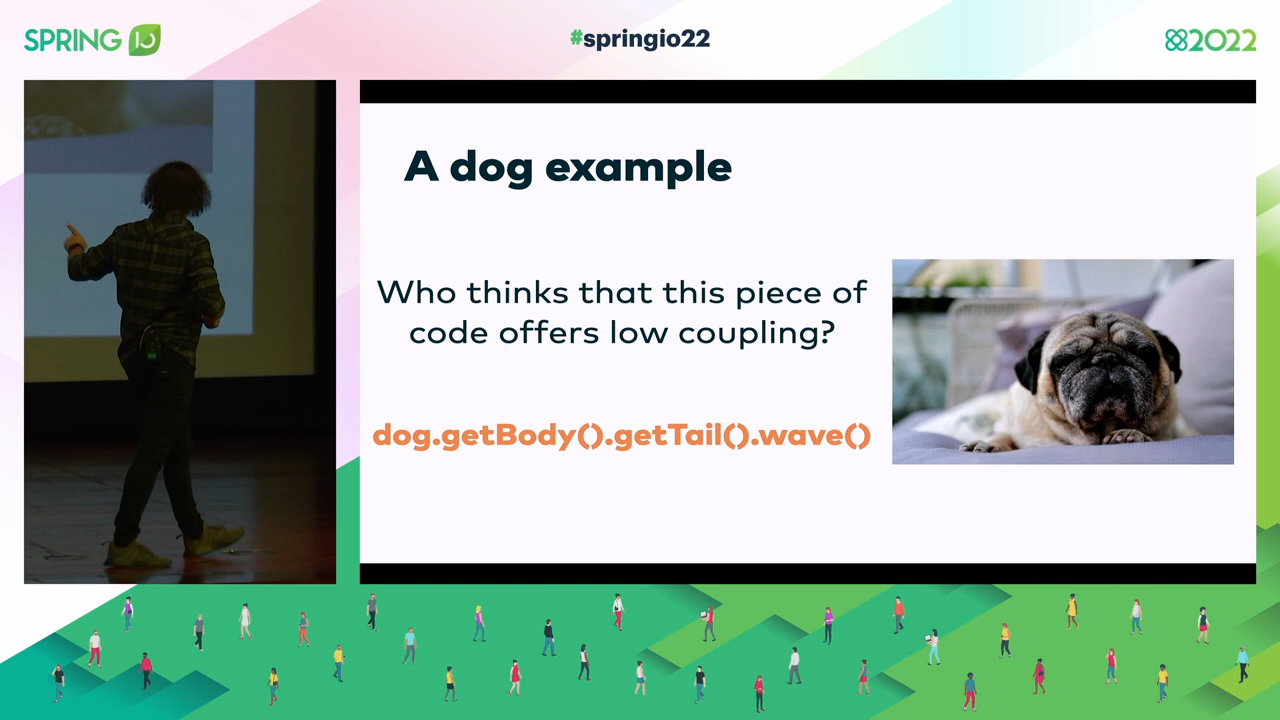 SPRING IO
#springio22
2022
A dog example
Who thinks that this piece of
code offers low coupling?
dog.getBody().getTail().wave()